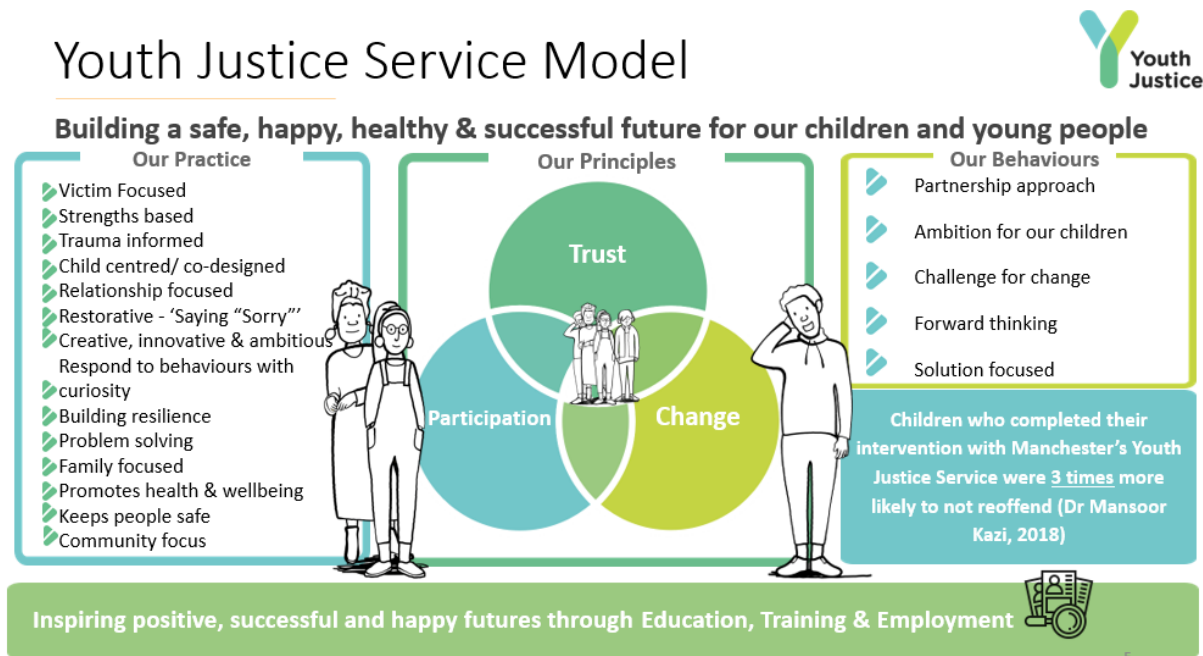 Youth Justice Service Model
Youth
Justice
Building a safe, happy, healthy & successful future for our children and young people
Our Practice
Victim Focused
Strengths based
Trauma informed
Child centred/ co-designed
Relationship focused
Restorative - ‘Saying “Sorry”’
Creative, innovative & ambitious
Respond to behaviours with
curiosity
Building resilience
Problem solving
Family focused
Promotes health & wellbeing
Keeps people safe
Community focus
Our Principles
Trust
Participation
Change
Our Behaviours
Partnership approach
Ambition for our children
Challenge for change
Forward thinking
Solution focused
Children who completed their
intervention with Manchester’s Youth
Justice Service were 3 times more
likely to not reoffend (Dr Mansoor
Kazi, 2018)
Inspiring positive, successful and happy futures through Education, Training & Employment